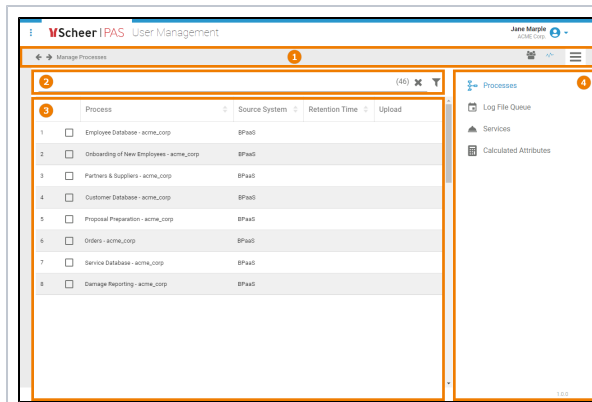 Scheer | PAS User Management
Jane Marple
ACME Corp.
Manage Processes
1
2
(46)
3
Process Source System Retention Time Upload
1 Employee Database - acme_corp BPaaS
2 Onboarding of New Employees - acme_corp BPaaS
3 Partners & Suppliers - acme_corp BPaaS
4 Customer Database - acme_corp BPaaS
5 Proposal Preparation - acme_corp BPaaS
6 Orders - acme_corp BPaaS
7 Service Database - acme_corp BPaaS
8 Damage Reporting - acme_corp BPaaS
4
Processes
Log File Queue
Services
Calculated Attributes
1.0.0